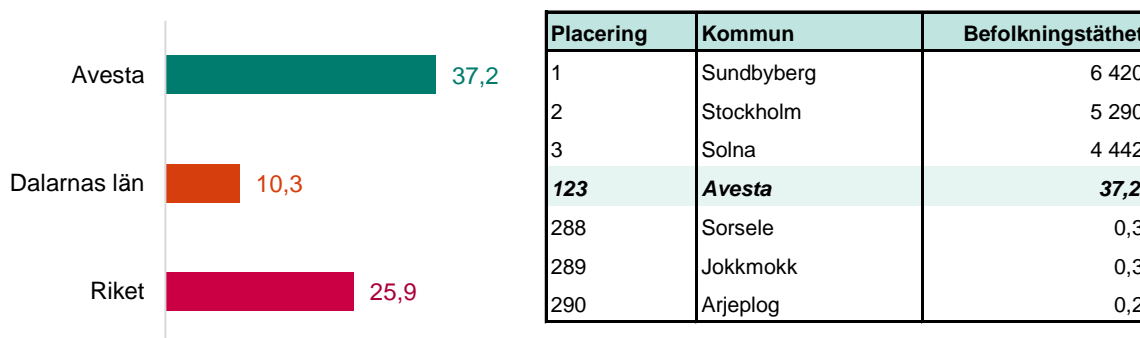 Avesta 37,2
Dalarnas län 10,3
Riket 25,9
Placering Kommun Befolkningstäthet
1 Sundbyberg 6 420
2 Stockholm 5 290
3 Solna 4 442
123 Avesta 37,2
288 Sorsele 0,3
289 Jokkmokk 0,3
290 Arjeplog 0,2